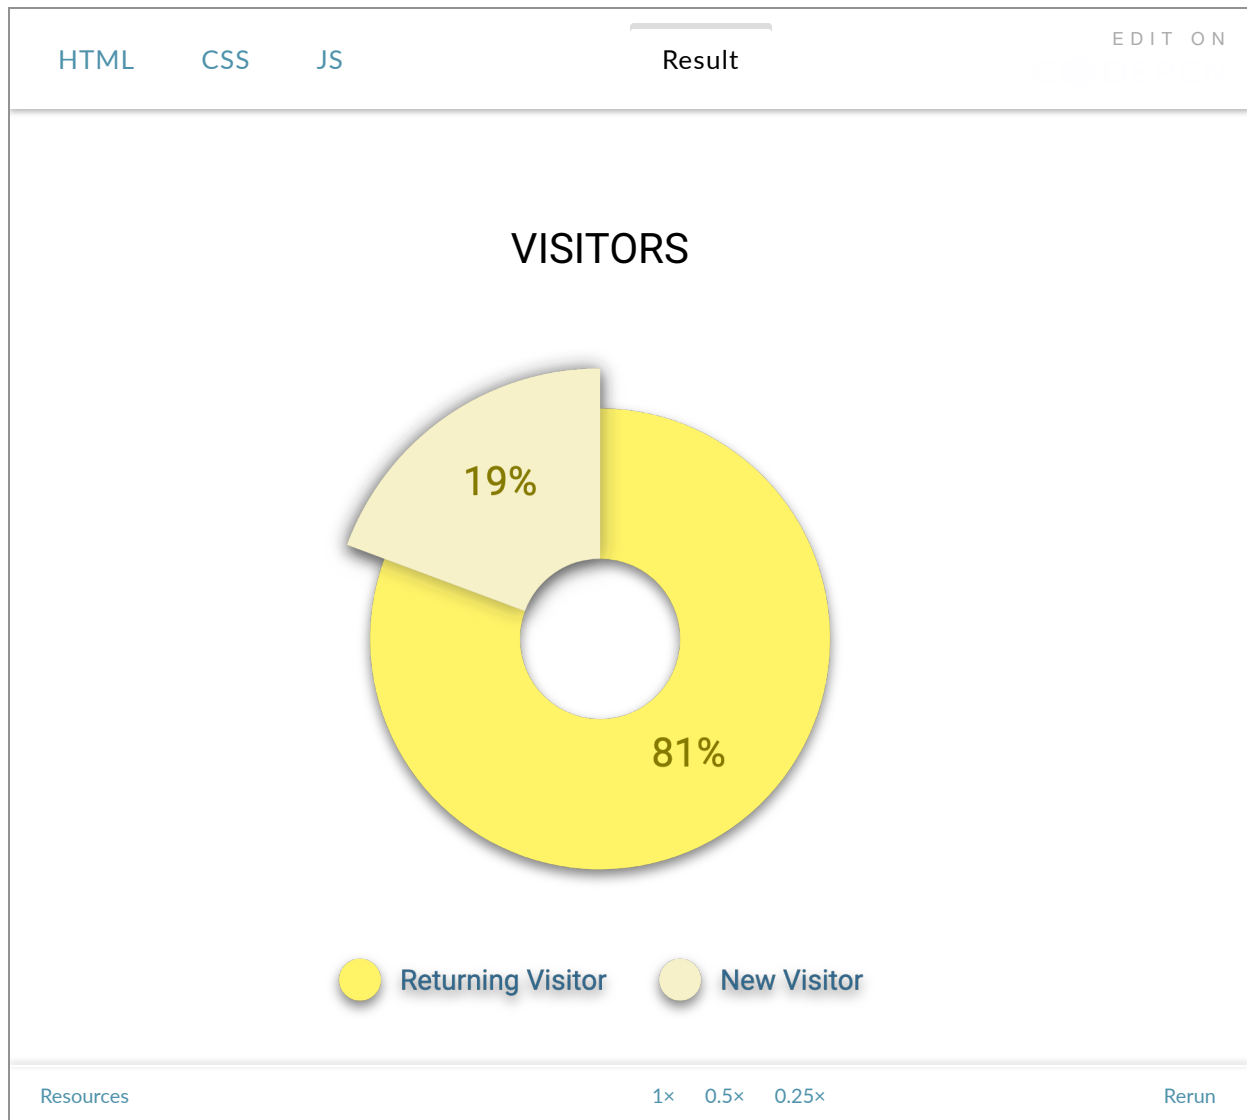 HTML CSS JS Result EDIT ON
VISITORS
19%
81%
Returning Visitor New Visitor
Resources 1× 0.5× 0.25× Rerun